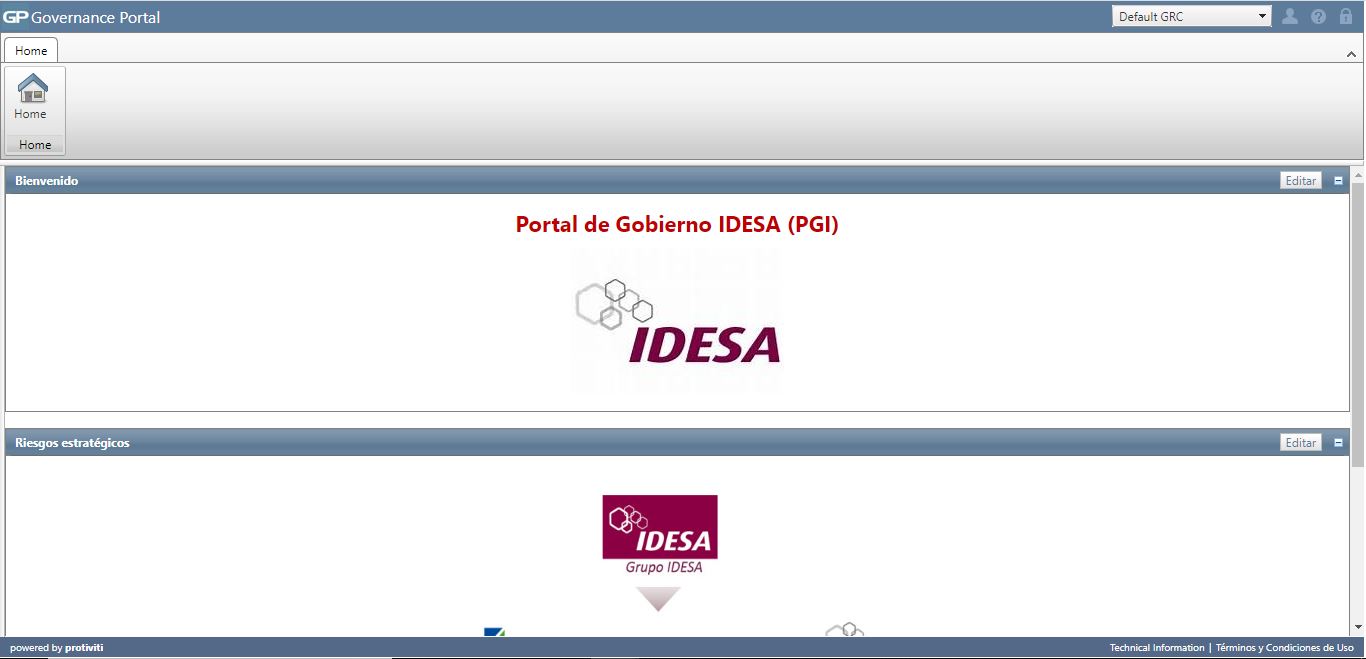 GP Governance Portal
Default GRC
Home
Home
Home
Bienvenido
Editar
Portal de Gobierno IDESA (PGI)
IDESA
Riesgos estratégicos
Editar
IDESA
Grupo IDESA
powered by protiviti
Technical Information | Términos y Condiciones de Uso